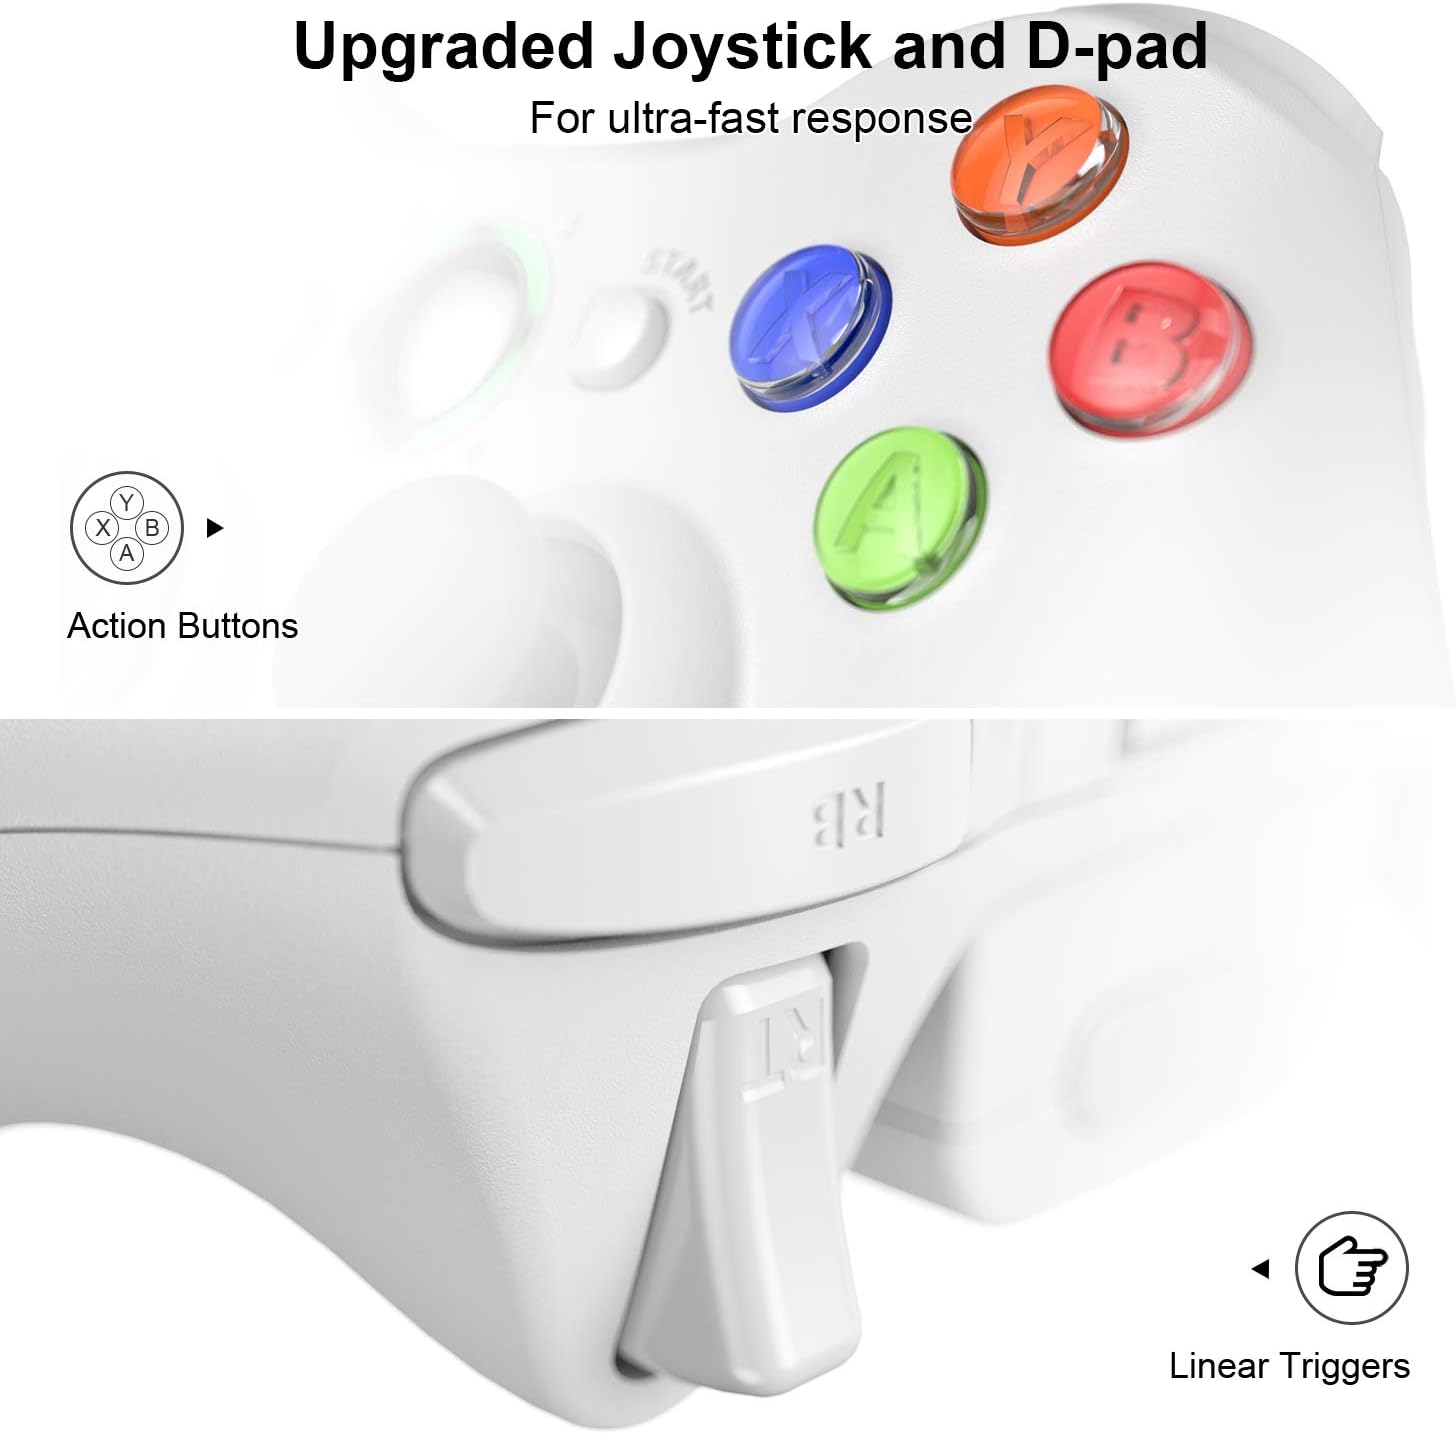 Upgraded Joystick and D-pad
For ultra-fast response
Y
START
X
B
A
Y
X B
A
Action Buttons
RB
RT
Linear Triggers